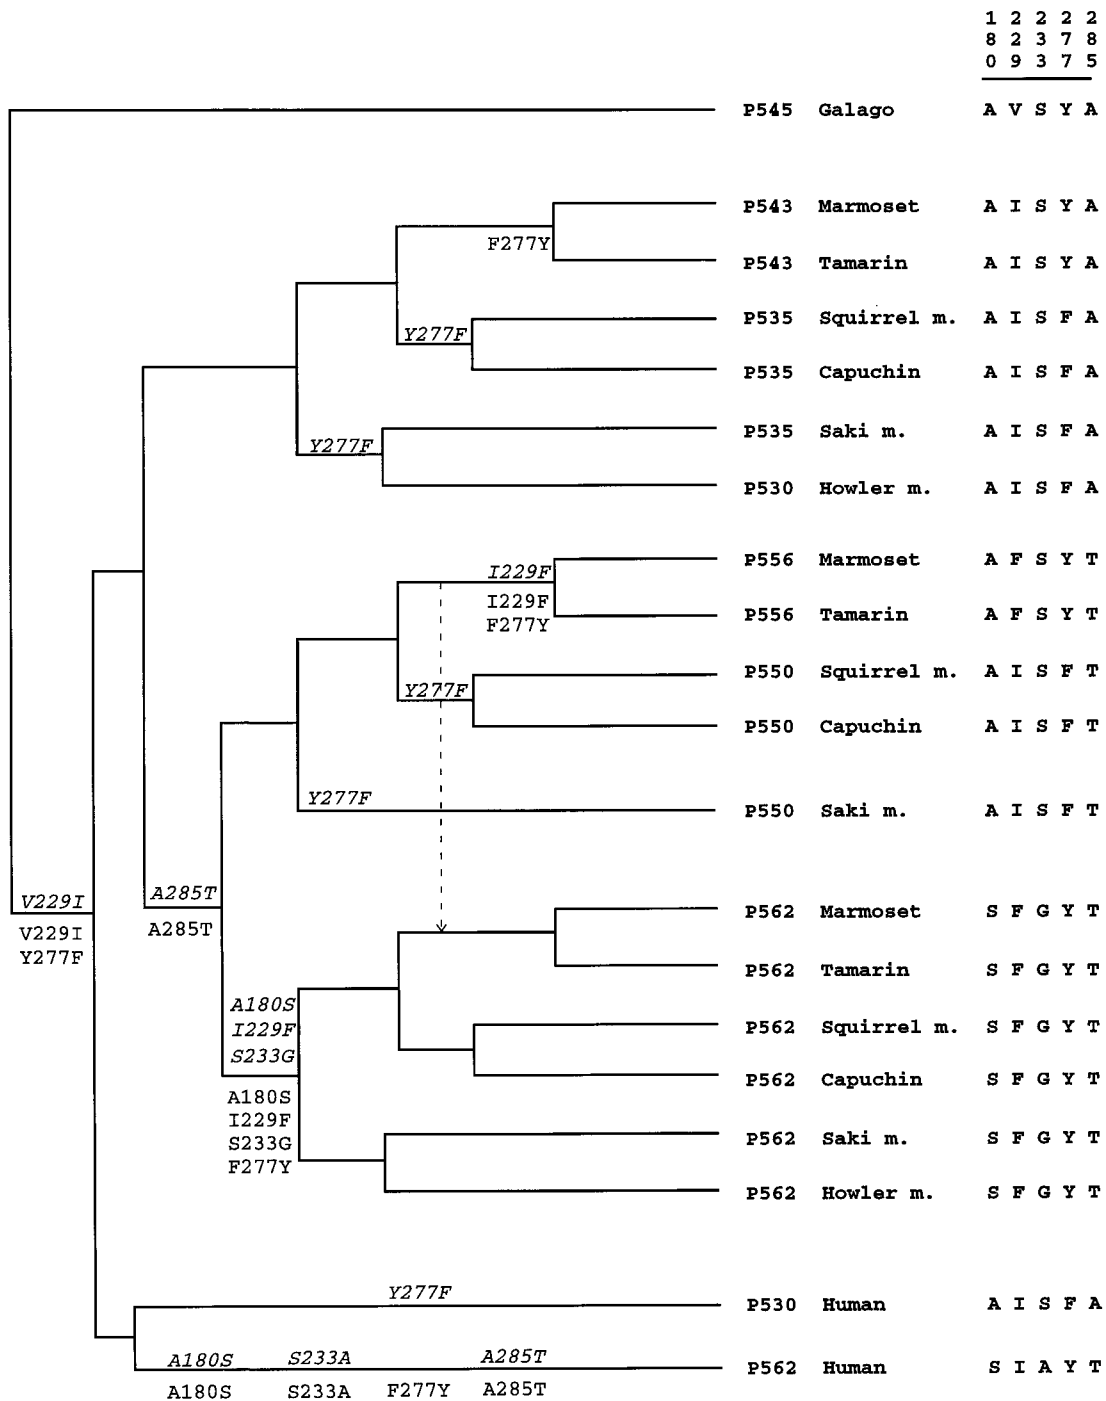 1 2 2 2 2
8 2 3 7 8
0 9 3 7 5
P545 Galago A V S Y A
P543 Marmoset A I S Y A
F277Y
P543 Tamarin A I S Y A
P535 Squirrel m. A I S F A
Y277F
P535 Capuchin A I S F A
P535 Saki m. A I S F A
Y277F
P530 Howler m. A I S F A
P556 Marmoset A F S Y T
I229F
I229F
F277Y
P556 Tamarin A F S Y T
P550 Squirrel m. A I S F T
Y277F
P550 Capuchin A I S F T
Y277F
P550 Saki m. A I S F T
V229I
V229I
Y277F
A285T
A285T
P562 Marmoset S F G Y T
P562 Tamarin S F G Y T
A180S
I229F
S233G
P562 Squirrel m. S F G Y T
P562 Capuchin S F G Y T
A180S
I229F
S233G
F277Y
P562 Saki m. S F G Y T
P562 Howler m. S F G Y T
Y277F
P530 Human A I S F A
A180S S233A A285T
P562 Human S I A Y T
A180S S233A F277Y A285T